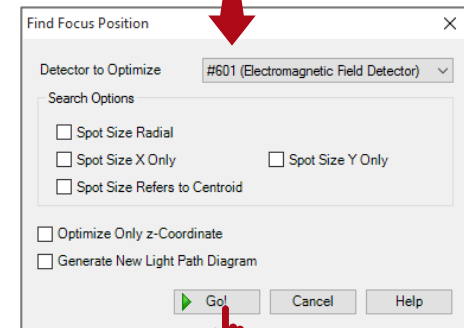 Find Focus Position
Detector to Optimize #601 (Electromagnetic Field Detector)
Search Options
Spot Size Radial
Spot Size X Only Spot Size Y Only
Spot Size Refers to Centroid
Optimize Only z-Coordinate
Generate New Light Path Diagram
Go! Cancel Help